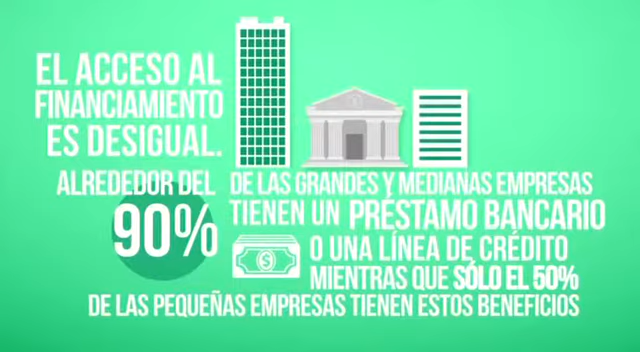 EL ACCESO AL
FINANCIAMIENTO
ES DESIGUAL.
ALREDEDOR DEL
90%
DE LAS GRANDES Y MEDIANAS EMPRESAS
TIENEN UN PRÉSTAMO BANCARIO
O UNA LÍNEA DE CRÉDITO
MIENTRAS QUE SÓLO EL 50%
DE LAS PEQUEÑAS EMPRESAS TIENEN ESTOS BENEFICIOS